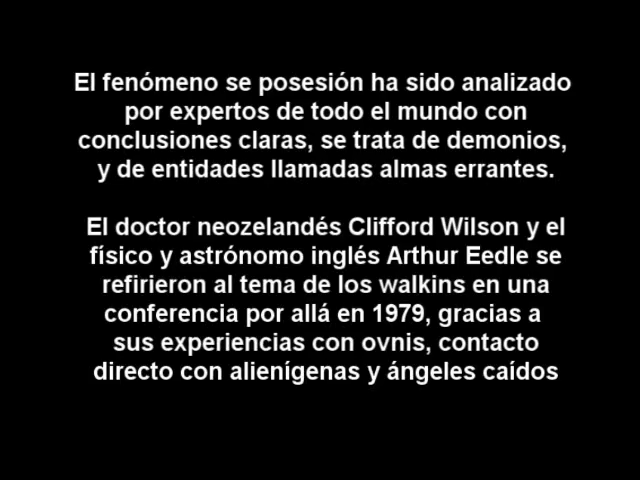 El fenómeno se posesión ha sido analizado
por expertos de todo el mundo con
conclusiones claras, se trata de demonios,
y de entidades llamadas almas errantes.
El doctor neozelandés Clifford Wilson y el
físico y astrónomo inglés Arthur Eedle se
refirieron al tema de los walkins en una
conferencia por allá en 1979, gracias a
sus experiencias con ovnis, contacto
directo con alienígenas y ángeles caídos